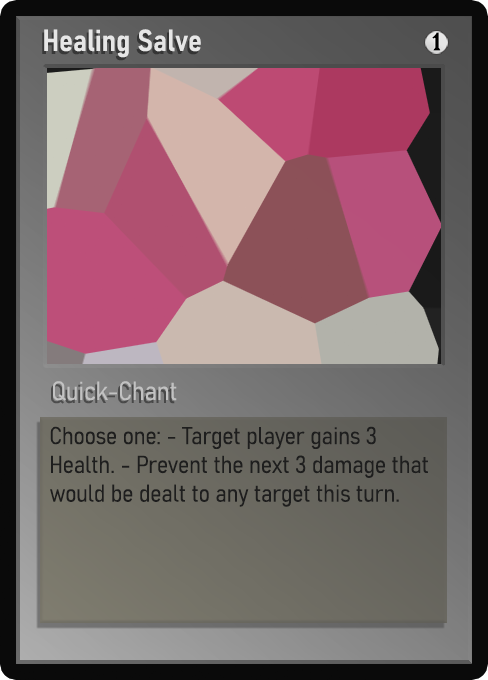 Healing Salve
1
Quick-Chant
Choose one: - Target player gains 3
Health. - Prevent the next 3 damage that
would be dealt to any target this turn.